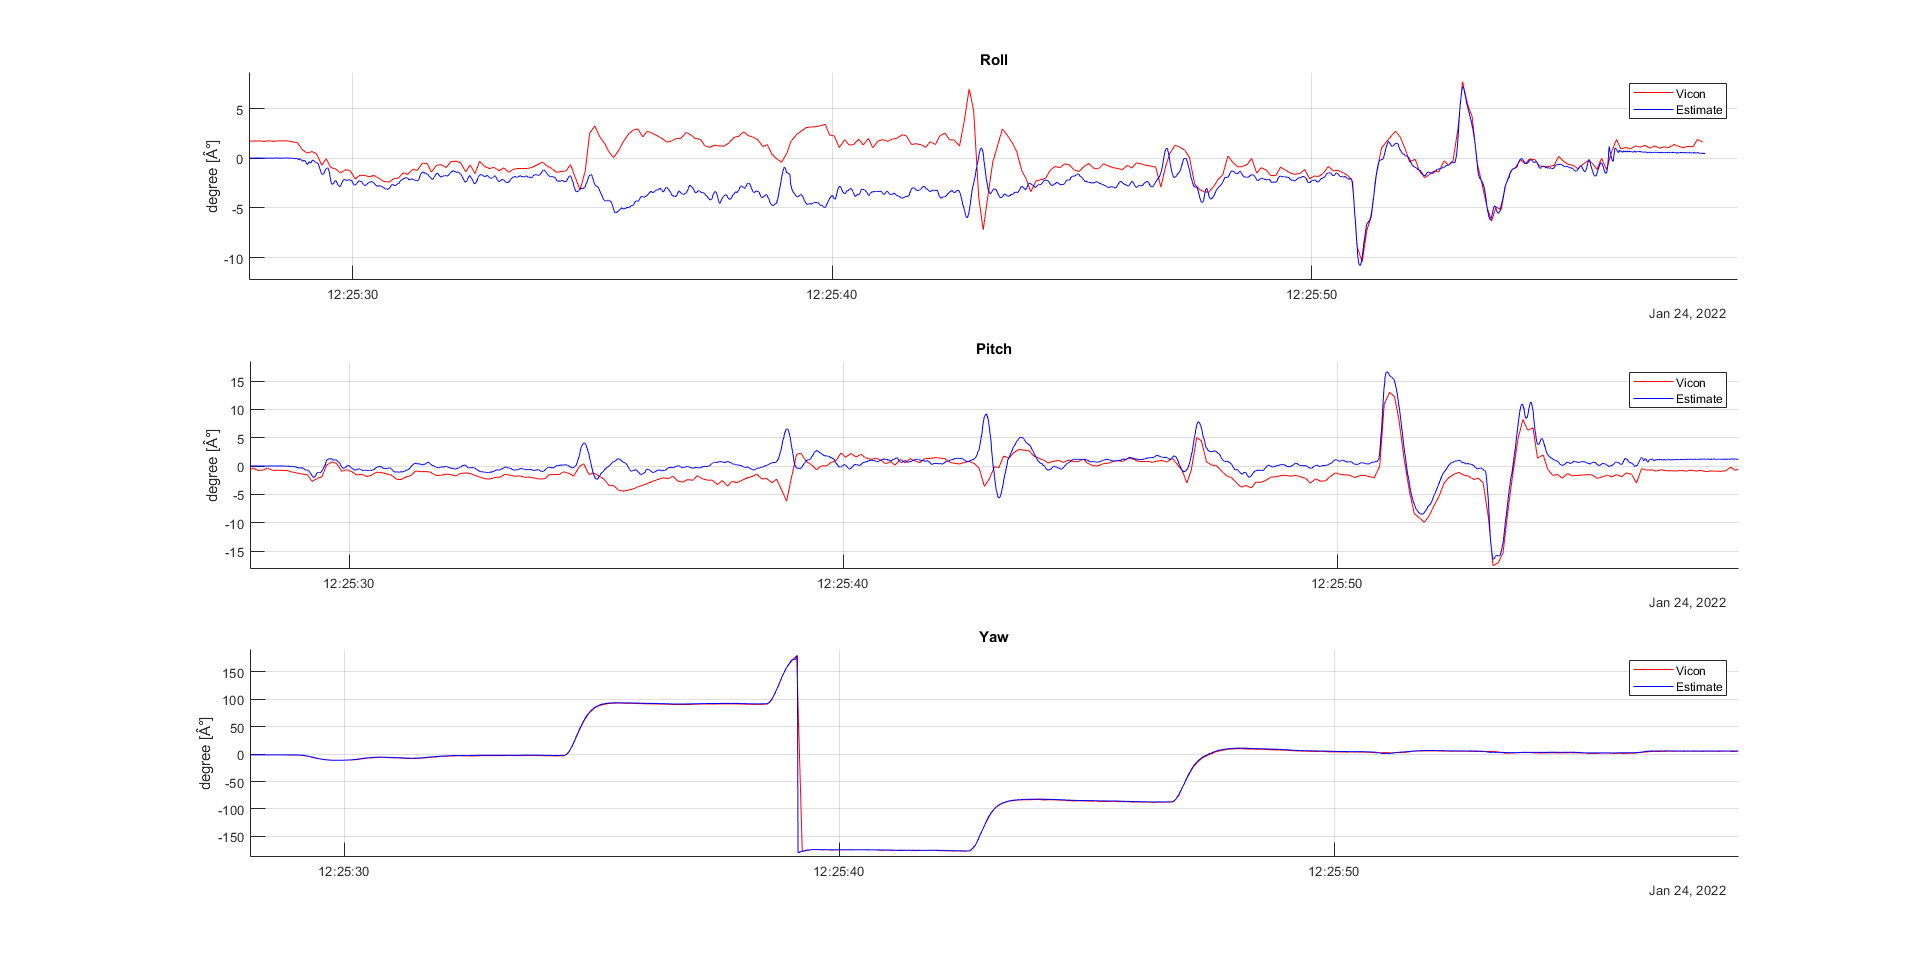 Roll
Vicon
Estimate
degree [Â°]
5
0
-5
-10
12:25:30
12:25:40
12:25:50
Jan 24, 2022
Pitch
Vicon
Estimate
degree [Â°]
15
10
5
0
-5
-10
-15
12:25:30
12:25:40
12:25:50
Jan 24, 2022
Yaw
Vicon
Estimate
degree [Â°]
150
100
50
0
-50
-100
-150
12:25:30
12:25:40
12:25:50
Jan 24, 2022